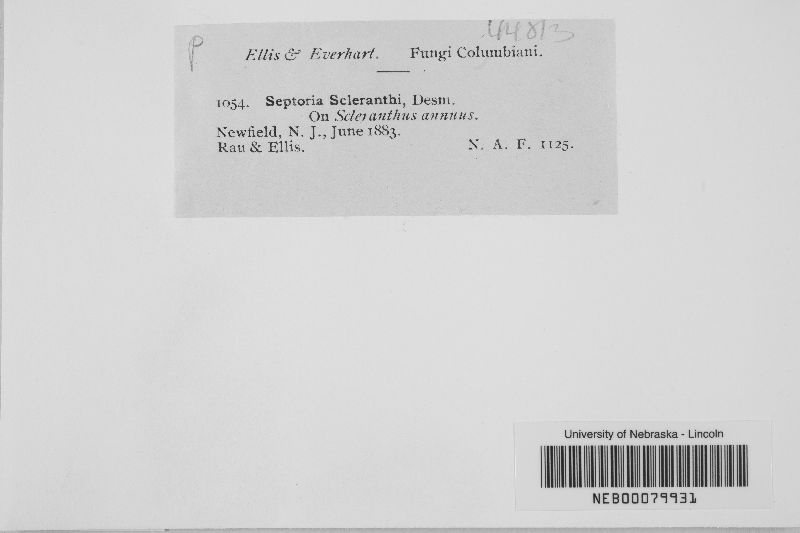 P
44813
Ellis & Everhart. Fungi Columbiani.
1054. Septoria Scleranthi, Desm.
On Scleranthus annuus.
Newfield, N. J., June 1883.
Rau & Ellis. N. A. F. 1125.
University of Nebraska - Lincoln
NEB00079931